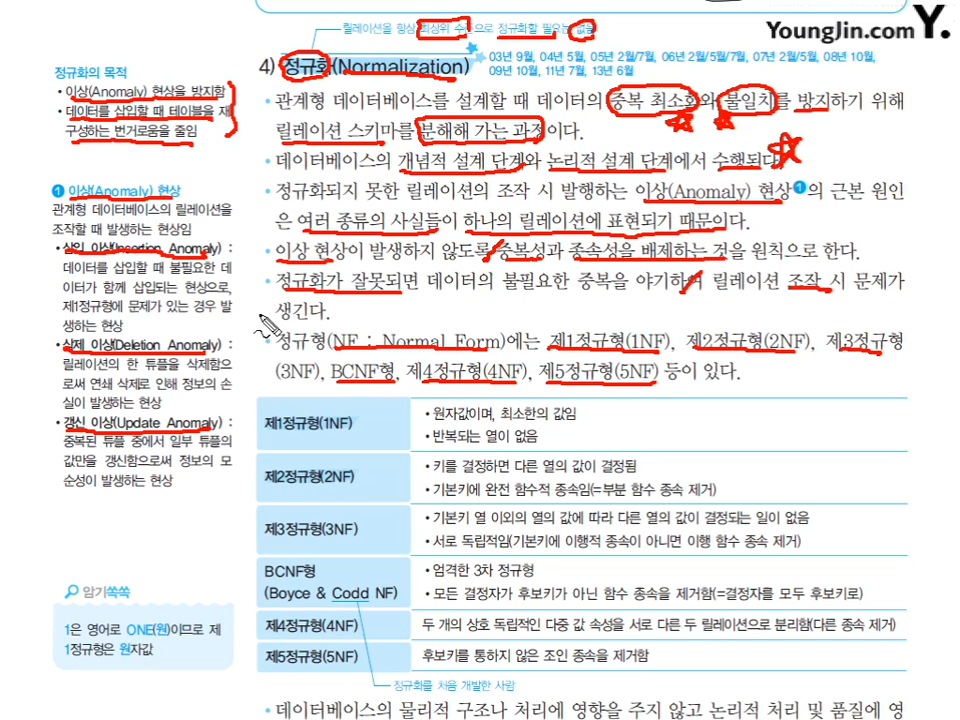 릴레이션을 항상 최상위 수준으로 정규화할 필요는 없음
YoungJin.com Y.
4) 정규화(Normalization)
03년 9월, 04년 5월, 05년 2월/7월, 06년 2월/5월/7월, 07년 2월/5월, 08년 10월,
09년 10월, 11년 7월, 13년 6월
정규화의 목적
• 이상(Anomaly) 현상을 방지함
• 데이터를 삽입할 때 테이블을 재
구성하는 번거로움을 줄임
• 관계형 데이터베이스를 설계할 때 데이터의 중복 최소화와 불일치를 방지하기 위해
릴레이션 스키마를 분해해 가는 과정이다.
• 데이터베이스의 개념적 설계 단계와 논리적 설계 단계에서 수행된다.
• 정규화되지 못한 릴레이션의 조작 시 발행하는 이상(Anomaly) 현상❶의 근본 원인
은 여러 종류의 사실들이 하나의 릴레이션에 표현되기 때문이다.
• 이상 현상이 발생하지 않도록 중복성과 종속성을 배제하는 것을 원칙으로 한다.
• 정규화가 잘못되면 데이터의 불필요한 중복을 야기하여 릴레이션 조작 시 문제가
생긴다.
• 정규형(NF : Normal Form)에는 제1정규형(1NF), 제2정규형(2NF), 제3정규형
(3NF), BCNF형, 제4정규형(4NF), 제5정규형(5NF) 등이 있다.
❶ 이상(Anomaly) 현상
관계형 데이터베이스의 릴레이션을
조작할 때 발생하는 현상임
• 삽입 이상(Insertion Anomaly) :
데이터를 삽입할 때 불필요한 데
이터가 함께 삽입되는 현상으로,
제1정규형에 문제가 있는 경우 발
생하는 현상
• 삭제 이상(Deletion Anomaly) :
릴레이션의 한 튜플을 삭제함으
로써 연쇄 삭제로 인해 정보의 손
실이 발생하는 현상
• 갱신 이상(Update Anomaly) :
중복된 튜플 중에서 일부 튜플의
값만을 갱신함으로써 정보의 모
순성이 발생하는 현상
제1정규형(1NF)
• 원자값이며, 최소한의 값임
• 반복되는 열이 없음
제2정규형(2NF)
• 키를 결정하면 다른 열의 값이 결정됨
• 기본키에 완전 함수적 종속임(=부분 함수 종속 제거)
제3정규형(3NF)
• 기본키 열 이외의 열의 값에 따라 다른 열의 값이 결정되는 일이 없음
• 서로 독립적임(기본키에 이행적 종속이 아니면 이행 함수 종속 제거)
BCNF형
(Boyce & Codd NF)
• 엄격한 3차 정규형
• 모든 결정자가 후보키가 아닌 함수 종속을 제거함(=결정자를 모두 후보키로)
제4정규형(4NF)
두 개의 상호 독립적인 다중 값 속성을 서로 다른 두 릴레이션으로 분리함(다른 종속 제거)
제5정규형(5NF)
후보키를 통하지 않은 조인 종속을 제거함
정규화를 처음 개발한 사람
암기쏙쏙
1은 영어로 ONE(원)이므로 제
1정규형은 원자값
• 데이터베이스의 물리적 구조나 처리에 영향을 주지 않고 논리적 처리 및 품질에 영